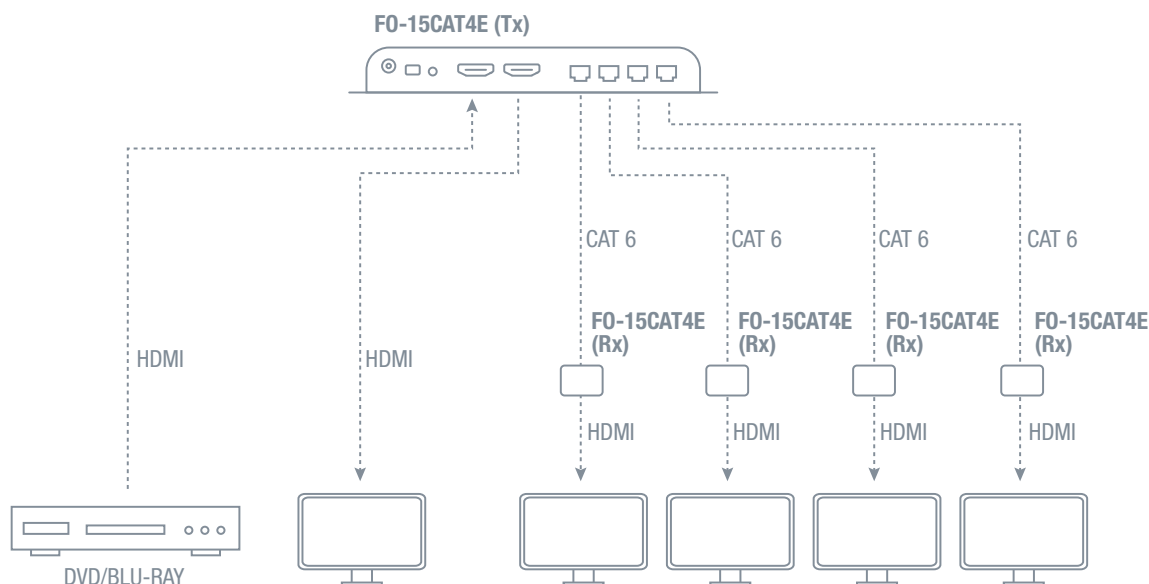 FO-15CAT4E (Tx)
CAT 6
CAT 6
CAT 6
CAT 6
FO-15CAT4E
(Rx)
FO-15CAT4E
(Rx)
FO-15CAT4E
(Rx)
FO-15CAT4E
(Rx)
HDMI
HDMI
HDMI
HDMI
HDMI
HDMI
DVD/BLU-RAY